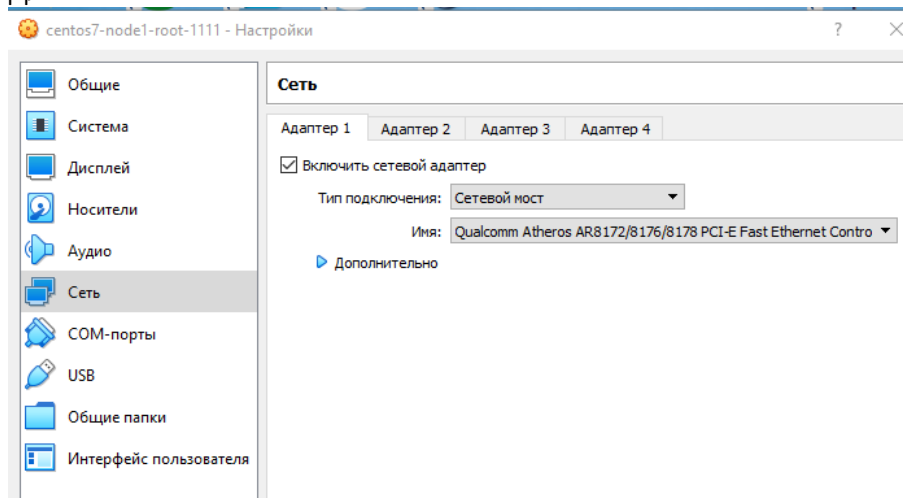 centos7-node1-root-1111 - Настройки ?
Общие
Система
Дисплей
Носители
Аудио
Сеть
COM-порты
USB
Общие папки
Интерфейс пользователя
Сеть
Адаптер 1 Адаптер 2 Адаптер 3 Адаптер 4
Включить сетевой адаптер
Тип подключения: Сетевой мост
Имя: Qualcomm Atheros AR8172/8176/8178 PCI-E Fast Ethernet Contro
Дополнительно